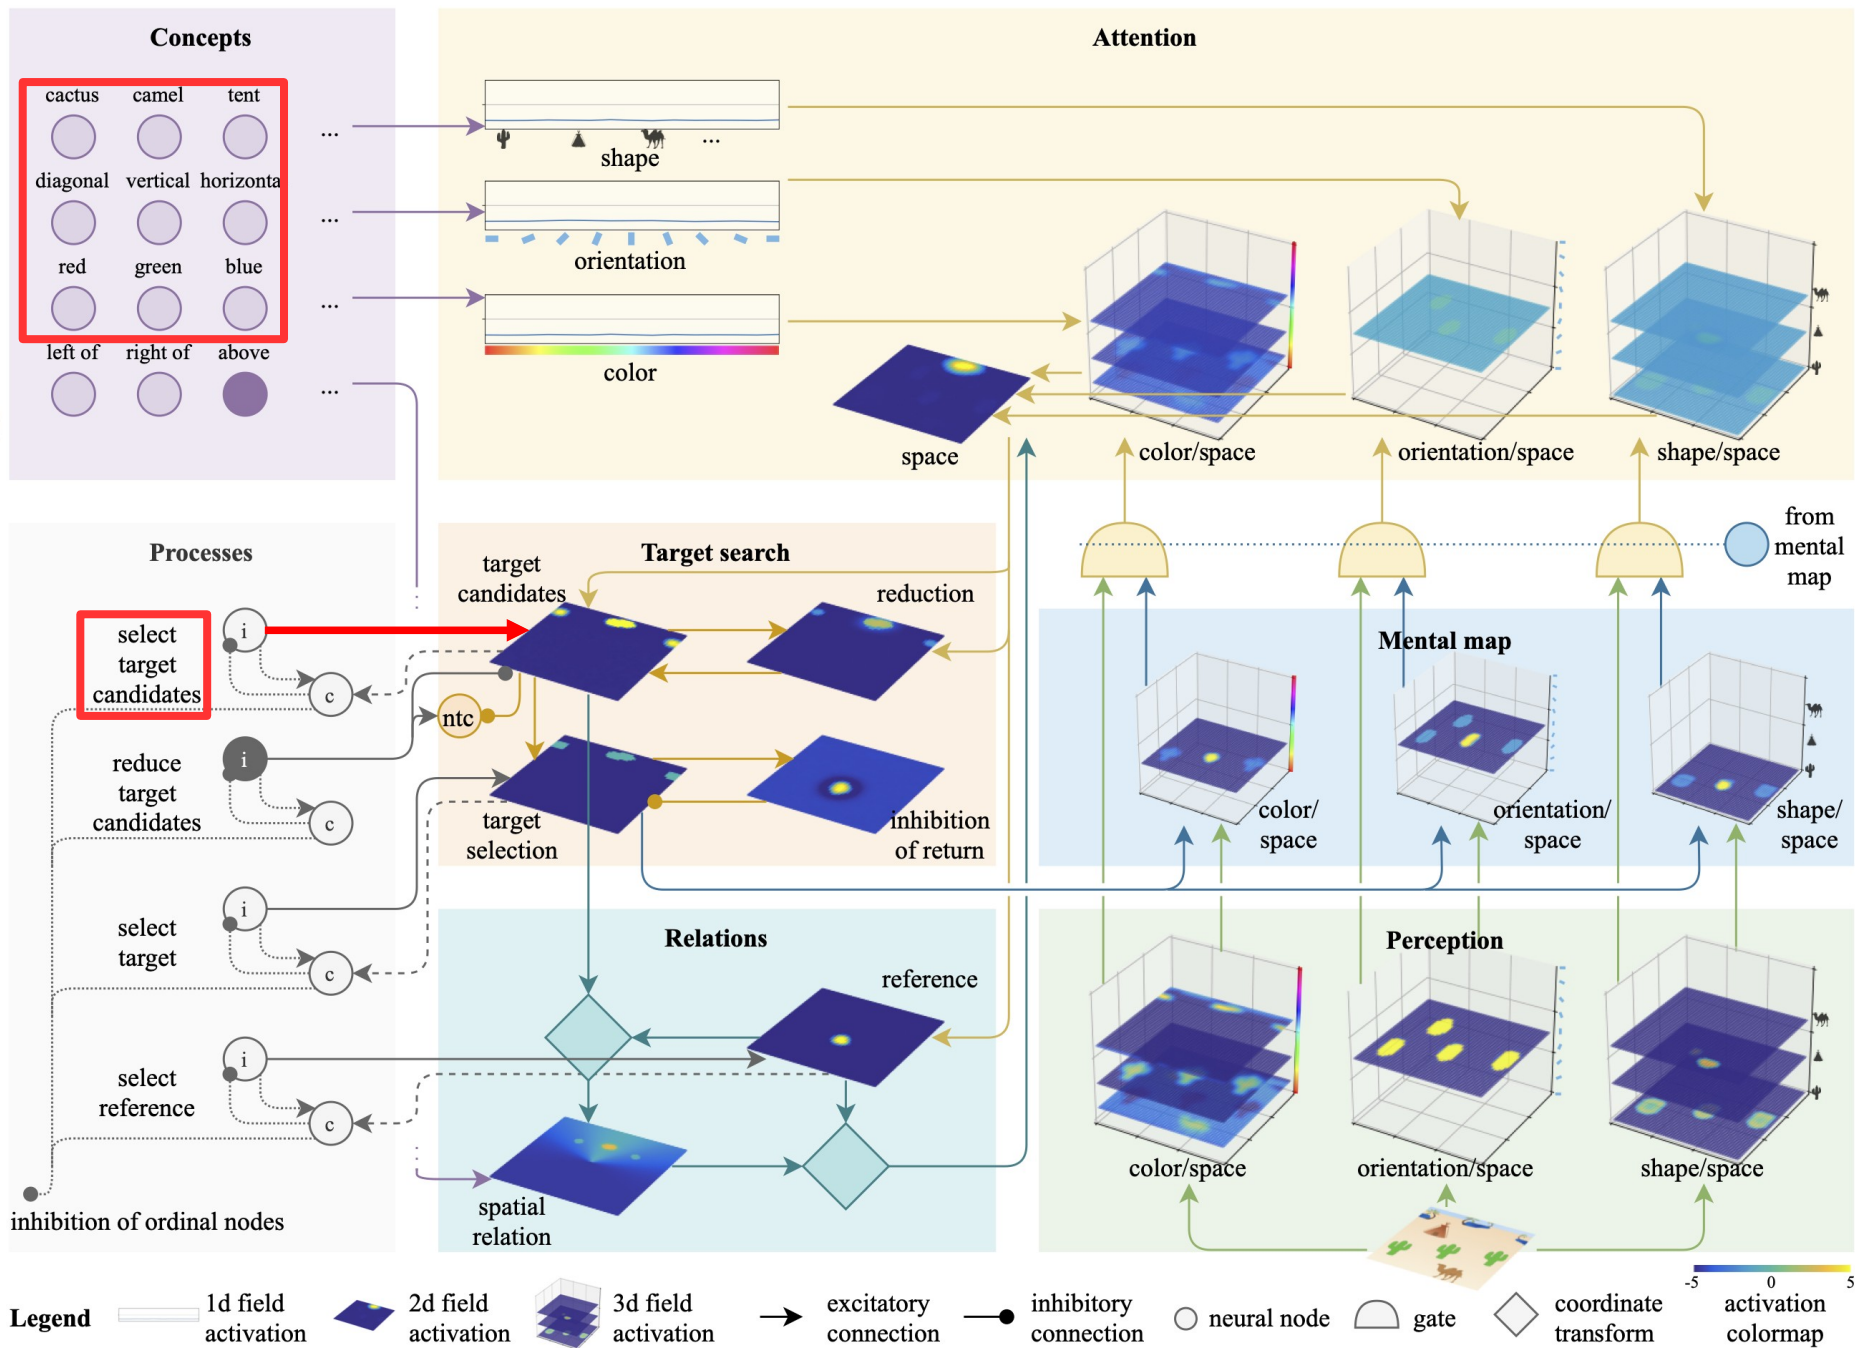 Concepts
cactus camel tent
...
diagonal vertical horizonta
...
red green blue
...
left of right of above
...
Attention
...
shape
orientation
color
space
color/space
orientation/space
shape/space
Processes
select
target
candidates
i
c
reduce
target
candidates
i
c
select
target
i
c
select
reference
i
c
inhibition of ordinal nodes
Target search
target
candidates
reduction
ntc
target
selection
inhibition
of return
Relations
reference
spatial
relation
from
mental
map
Mental map
color/
space
orientation/
space
shape/
space
Perception
color/space
orientation/space
shape/space
Legend
1d field
activation
2d field
activation
3d field
activation
excitatory
connection
inhibitory
connection
neural node
gate
coordinate
transform
-5 0 5
activation
colormap